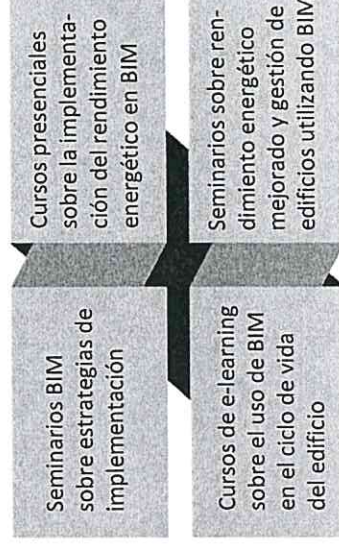 Seminarios BIM
sobre estrategias de
implementación
Cursos presenciales
sobre la implementa-
ción del rendimiento
energético en BIM
Cursos de e-learning
sobre el uso de BIM
en el ciclo de vida
del edificio
Seminarios sobre ren-
dimiento energético
mejorado y gestión de
edificios utilizando BIM